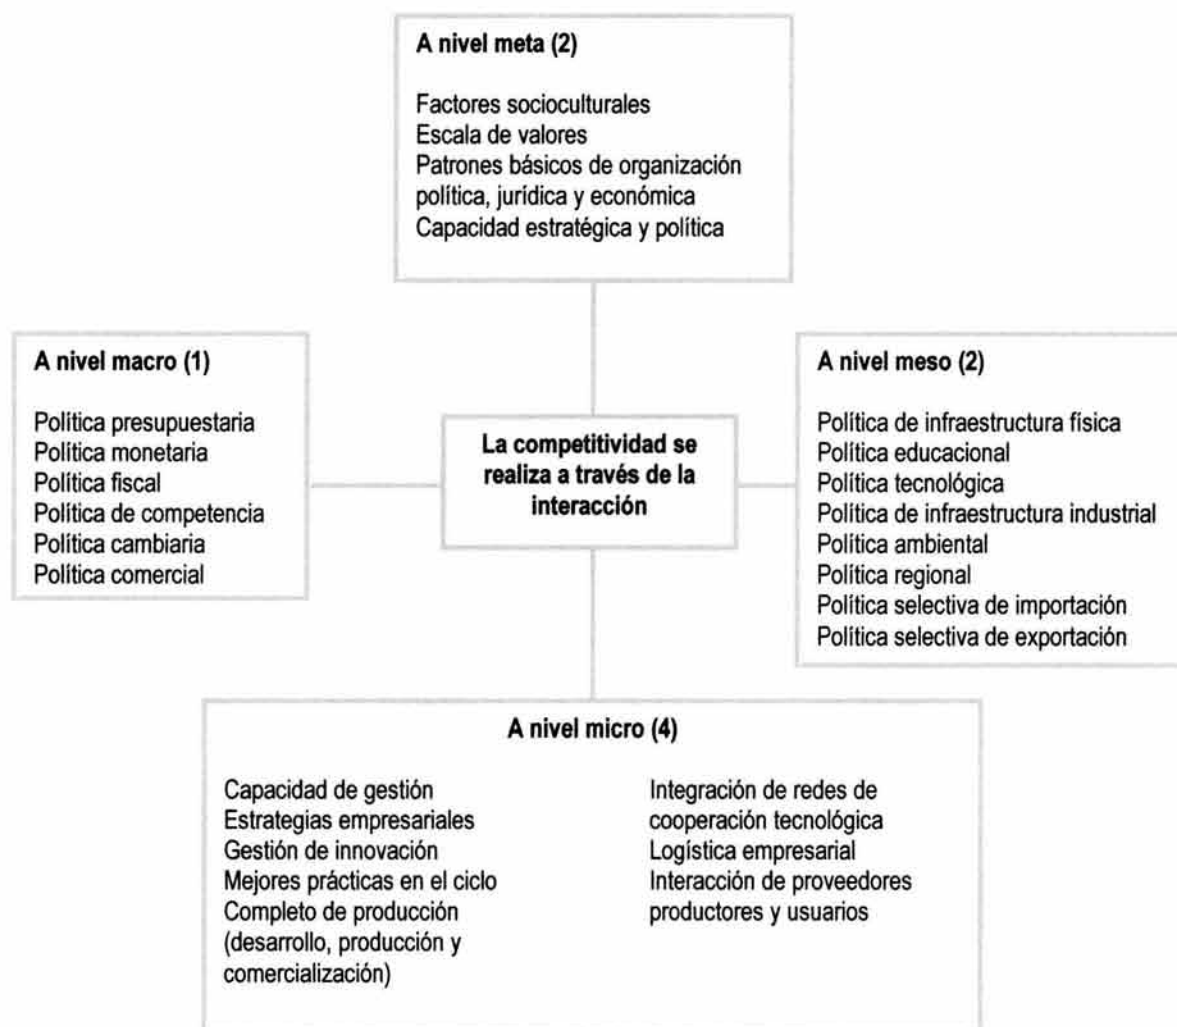 A nivel meta (2)
Factores socioculturales
Escala de valores
Patrones básicos de organización
política, jurídica y económica
Capacidad estratégica y política
A nivel macro (1)
Política presupuestaria
Política monetaria
Política fiscal
Política de competencia
Política cambiaria
Política comercial
La competitividad se
realiza a través de la
interacción
A nivel meso (2)
Política de infraestructura física
Política educacional
Política tecnológica
Política de infraestructura industrial
Política ambiental
Política regional
Política selectiva de importación
Política selectiva de exportación
A nivel micro (4)
Capacidad de gestión
Estrategias empresariales
Gestión de innovación
Mejores prácticas en el ciclo
Completo de producción
(desarrollo, producción y
comercialización)
Integración de redes de
cooperación tecnológica
Logística empresarial
Interacción de proveedores
productores y usuarios